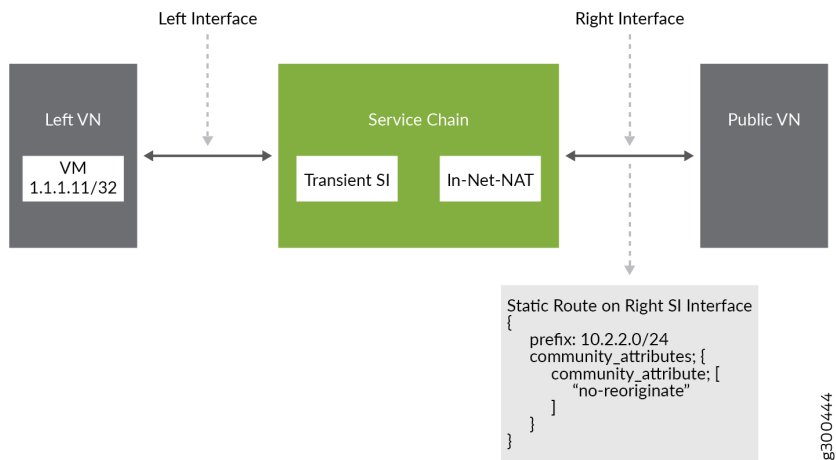 Left Interface
Right Interface
Left VN
Service Chain
Public VN
VM
1.1.1.11/32
Transient SI
In-Net-NAT
Static Route on Right SI Interface
{
prefix: 10.2.2.0/24
community_attributes; {
community_attribute; [
“no-reoriginate”
]
}
}
g300444